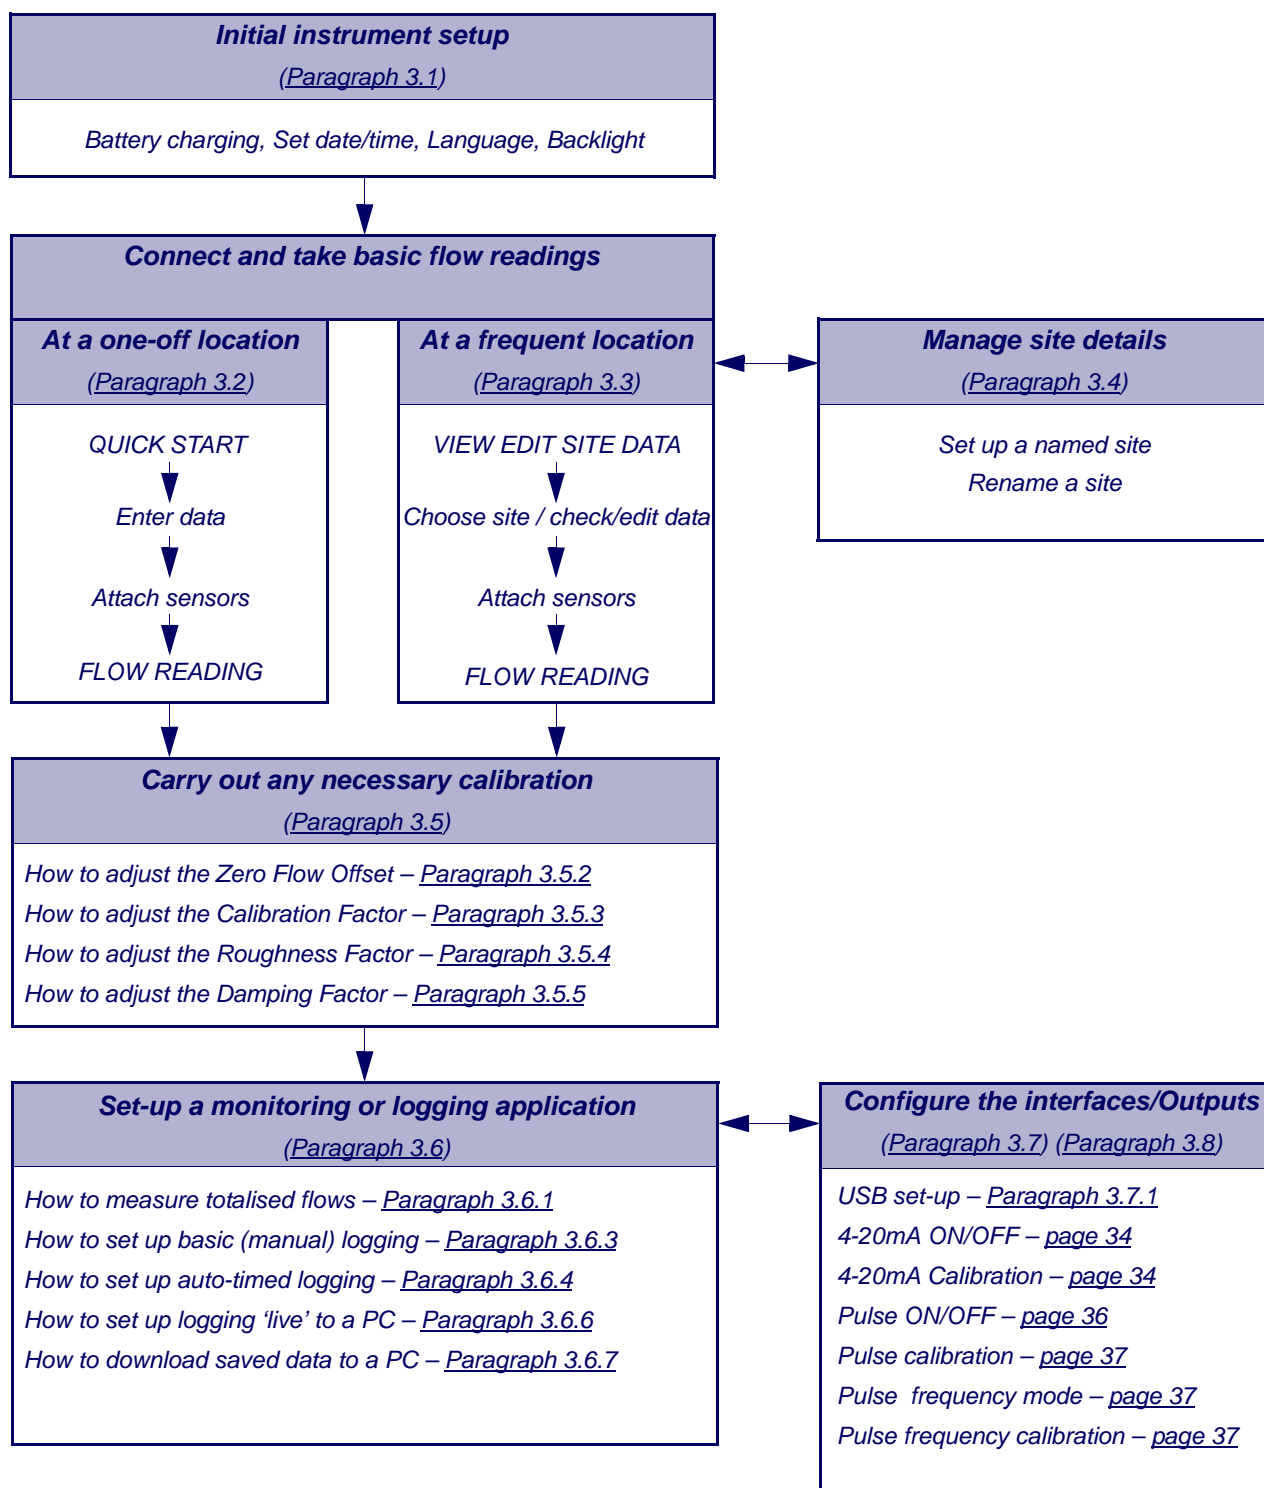 Initial instrument setup
(Paragraph 3.1)
Battery charging, Set date/time, Language, Backlight
Connect and take basic flow readings
At a one-off location
(Paragraph 3.2)
QUICK START
Enter data
Attach sensors
FLOW READING
At a frequent location
(Paragraph 3.3)
VIEW EDIT SITE DATA
Choose site / check/edit data
Attach sensors
FLOW READING
Manage site details
(Paragraph 3.4)
Set up a named site
Rename a site
Carry out any necessary calibration
(Paragraph 3.5)
How to adjust the Zero Flow Offset – Paragraph 3.5.2
How to adjust the Calibration Factor – Paragraph 3.5.3
How to adjust the Roughness Factor – Paragraph 3.5.4
How to adjust the Damping Factor – Paragraph 3.5.5
Set-up a monitoring or logging application
(Paragraph 3.6)
How to measure totalised flows – Paragraph 3.6.1
How to set up basic (manual) logging – Paragraph 3.6.3
How to set up auto-timed logging – Paragraph 3.6.4
How to set up logging ‘live’ to a PC – Paragraph 3.6.6
How to download saved data to a PC – Paragraph 3.6.7
Configure the interfaces/Outputs
(Paragraph 3.7) (Paragraph 3.8)
USB set-up – Paragraph 3.7.1
4-20mA ON/OFF – page 34
4-20mA Calibration – page 34
Pulse ON/OFF – page 36
Pulse calibration – page 37
Pulse  frequency mode – page 37
Pulse frequency calibration – page 37